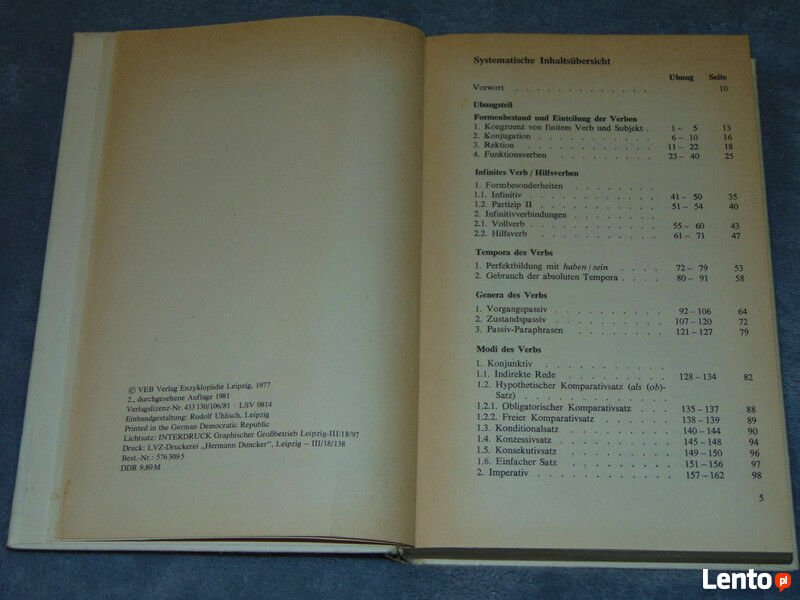 © VEB Verlag Enzyklopädie Leipzig, 1977
2., durchgesehene Auflage 1981
Verlagslizenz-Nr. 433 130/106/81 · LSV 0814
Einbandgestaltung: Rudolf Uhlisch, Leipzig
Printed in the German Democratic Republic
Lichtsatz: INTERDRUCK Graphischer Großbetrieb Leipzig-III/18/97
Druck: LVZ-Druckerei „Hermann Duncker", Leipzig – III/18/138
Best.-Nr.: 576 309 5
DDR 9,80 M
Systematische Inhaltsübersicht
Übung Seite
Vorwort . . . . . . . . . . . . . 10
Übungsteil
Formenbestand und Einteilung der Verben
1. Kongruenz von finitem Verb und Subjekt . 1 – 5 13
2. Konjugation . . . . . . . . . . 6 – 10 16
3. Rektion . . . . . . . . . . . 11 – 22 18
4. Funktionsverben . . . . . . . . 23 – 40 25
Infinites Verb / Hilfsverben
1. Formbesonderheiten
1.1. Infinitiv . . . . . . . . . . 41 – 50 35
1.2. Partizip II . . . . . . . . . 51 – 54 40
2. Infinitivverbindungen
2.1. Vollverb . . . . . . . . . . 55 – 60 43
2.2. Hilfsverb . . . . . . . . . . 61 – 71 47
Tempora des Verbs
1. Perfektbildung mit haben / sein . . . . 72 – 79 53
2. Gebrauch der absoluten Tempora . . . 80 – 91 58
Genera des Verbs
1. Vorgangspassiv . . . . . . . . 92 – 106 64
2. Zustandspassiv . . . . . . . . 107 – 120 72
3. Passiv-Paraphrasen . . . . . . . 121 – 127 79
Modi des Verbs
1. Konjunktiv
1.1. Indirekte Rede . . . . . . . . 128 – 134 82
1.2. Hypothetischer Komparativsatz (als (ob)-
Satz)
1.2.1. Obligatorischer Komparativsatz . . . 135 – 137 88
1.2.2. Freier Komparativsatz . . . . . . 138 – 139 89
1.3. Konditionalsatz . . . . . . . . 140 – 144 90
1.4. Konzessivsatz . . . . . . . . 145 – 148 94
1.5. Konsekutivsatz . . . . . . . . 149 – 150 96
1.6. Einfacher Satz . . . . . . . . 151 – 156 97
2. Imperativ . . . . . . . . . . 157 – 162 98
5
Lento pl